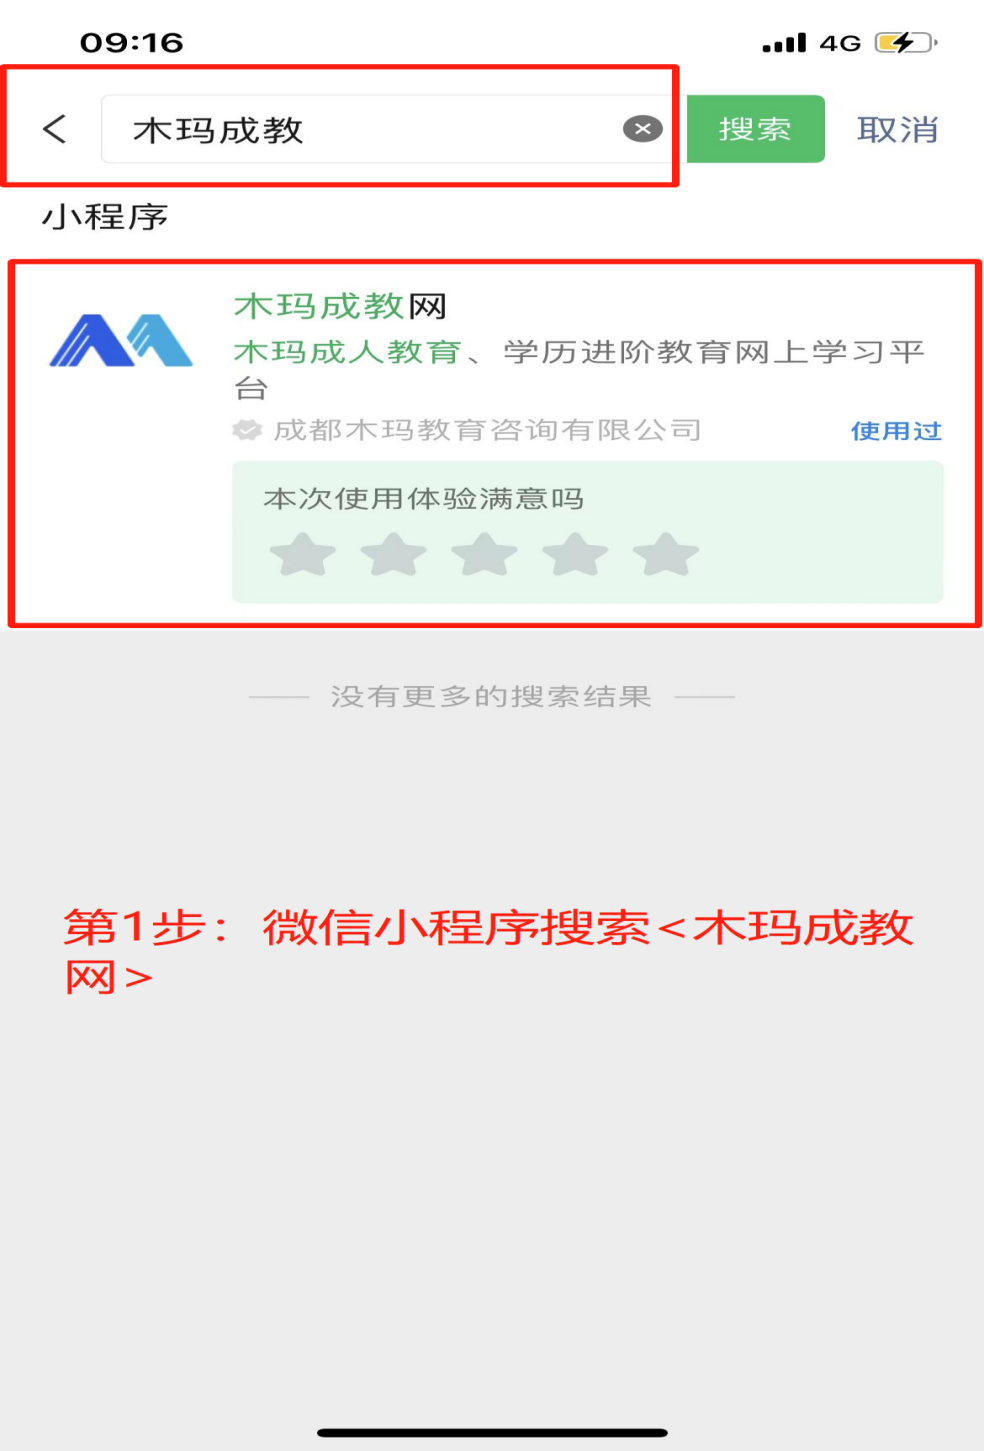 09:16
4G
木玛成教
搜索
取消
小程序
木玛成教网
木玛成人教育、学历进阶教育网上学习平
台
成都木玛教育咨询有限公司
使用过
本次使用体验满意吗
没有更多的搜索结果
第1步：微信小程序搜索<木玛成教
网>